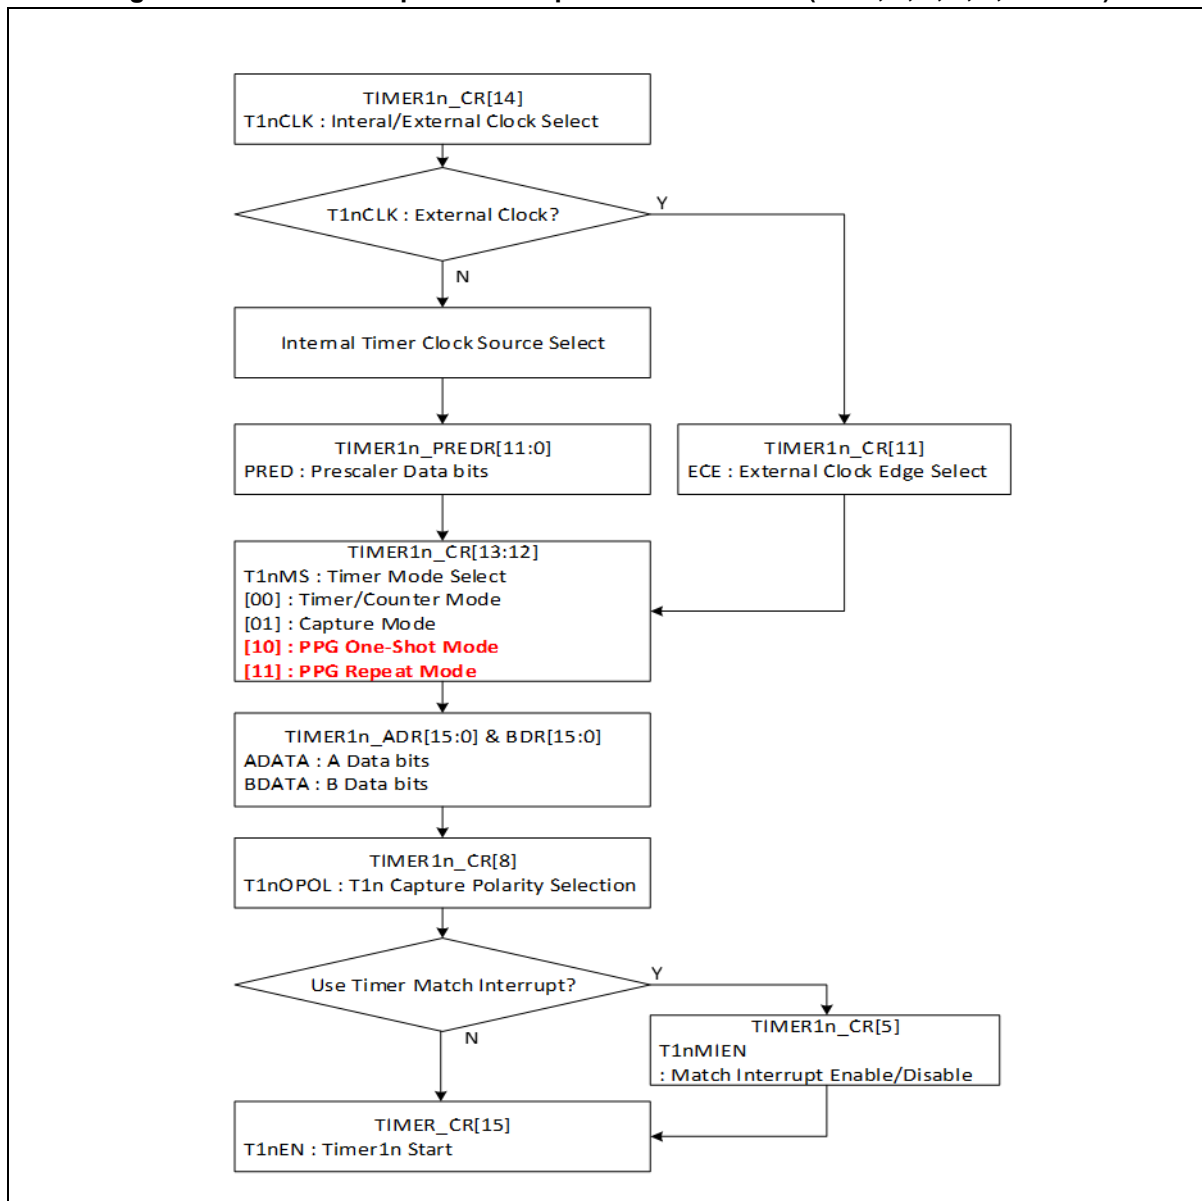 TIMER1n_CR[14]
T1nCLK : Interal/External Clock Select
T1nCLK : External Clock?
Y
N
Internal Timer Clock Source Select
TIMER1n_PREDR[11:0]
PRED : Prescaler Data bits
TIMER1n_CR[11]
ECE : External Clock Edge Select
TIMER1n_CR[13:12]
T1nMS : Timer Mode Select
[00] : Timer/Counter Mode
[01] : Capture Mode
[10] : PPG One-Shot Mode
[11] : PPG Repeat Mode
TIMER1n_ADR[15:0] & BDR[15:0]
ADATA : A Data bits
BDATA : B Data bits
TIMER1n_CR[8]
T1nOPOL : T1n Capture Polarity Selection
Use Timer Match Interrupt?
Y
N
TIMER1n_CR[5]
T1nMIEN
: Match Interrupt Enable/Disable
TIMER_CR[15]
T1nEN : Timer1n Start